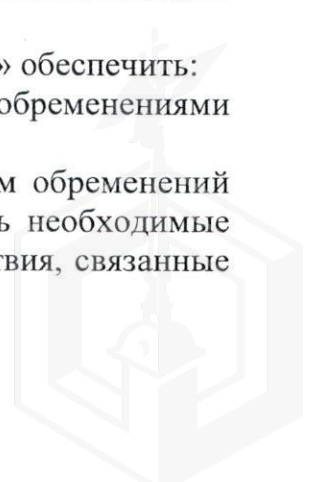 » обеспечить:
обременениями
м обременений
ь необходимые
твия, связанные